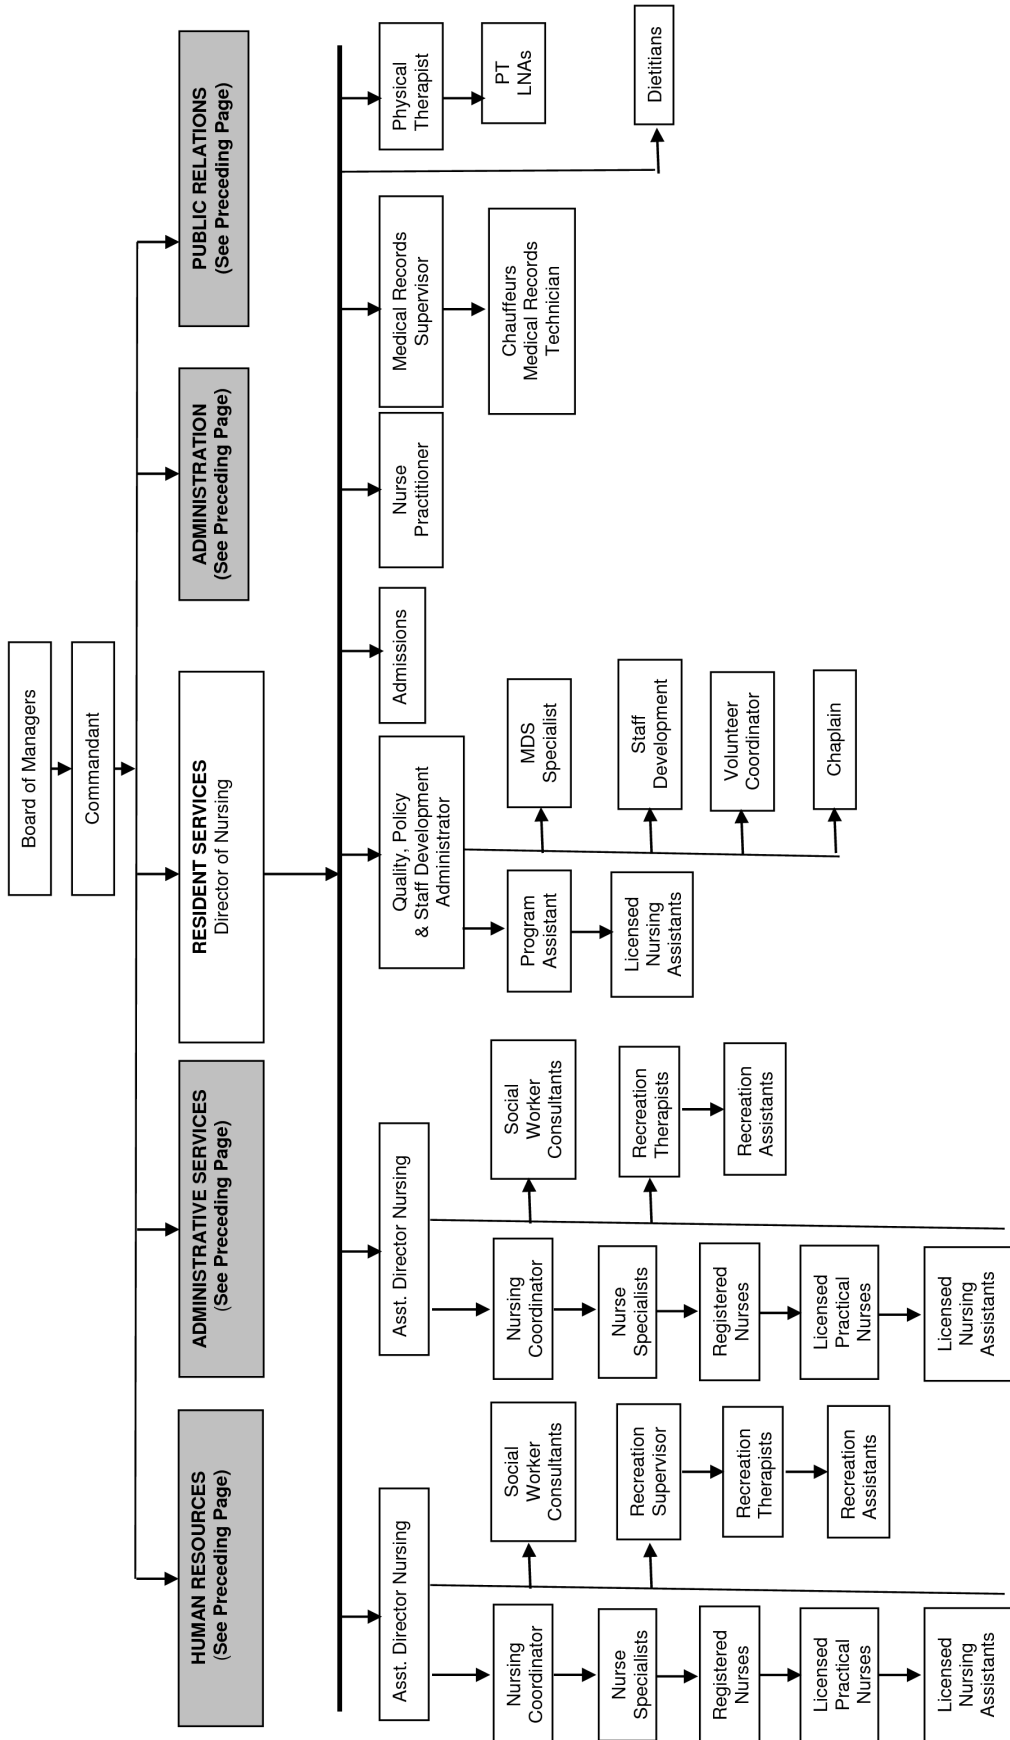 Board of Managers
Commandant
HUMAN RESOURCES
(See Preceding Page)
ADMINISTRATIVE SERVICES
(See Preceding Page)
RESIDENT SERVICES
Director of Nursing
ADMINISTRATION
(See Preceding Page)
PUBLIC RELATIONS
(See Preceding Page)
Asst. Director Nursing
Nursing
Coordinator
Nurse
Specialists
Registered
Nurses
Licensed
Practical
Nurses
Licensed
Nursing
Assistants
Social
Worker
Consultants
Recreation
Supervisor
Recreation
Therapists
Recreation
Assistants
Asst. Director Nursing
Nursing
Coordinator
Nurse
Specialists
Registered
Nurses
Licensed
Practical
Nurses
Licensed
Nursing
Assistants
Social
Worker
Consultants
Recreation
Therapists
Recreation
Assistants
Quality, Policy
& Staff Development
Administrator
Program
Assistant
Licensed
Nursing
Assistants
MDS
Specialist
Staff
Development
Volunteer
Coordinator
Chaplain
Admissions
Nurse
Practitioner
Medical Records
Supervisor
Chauffeurs
Medical Records
Technician
Physical
Therapist
PT
LNAs
Dietitians